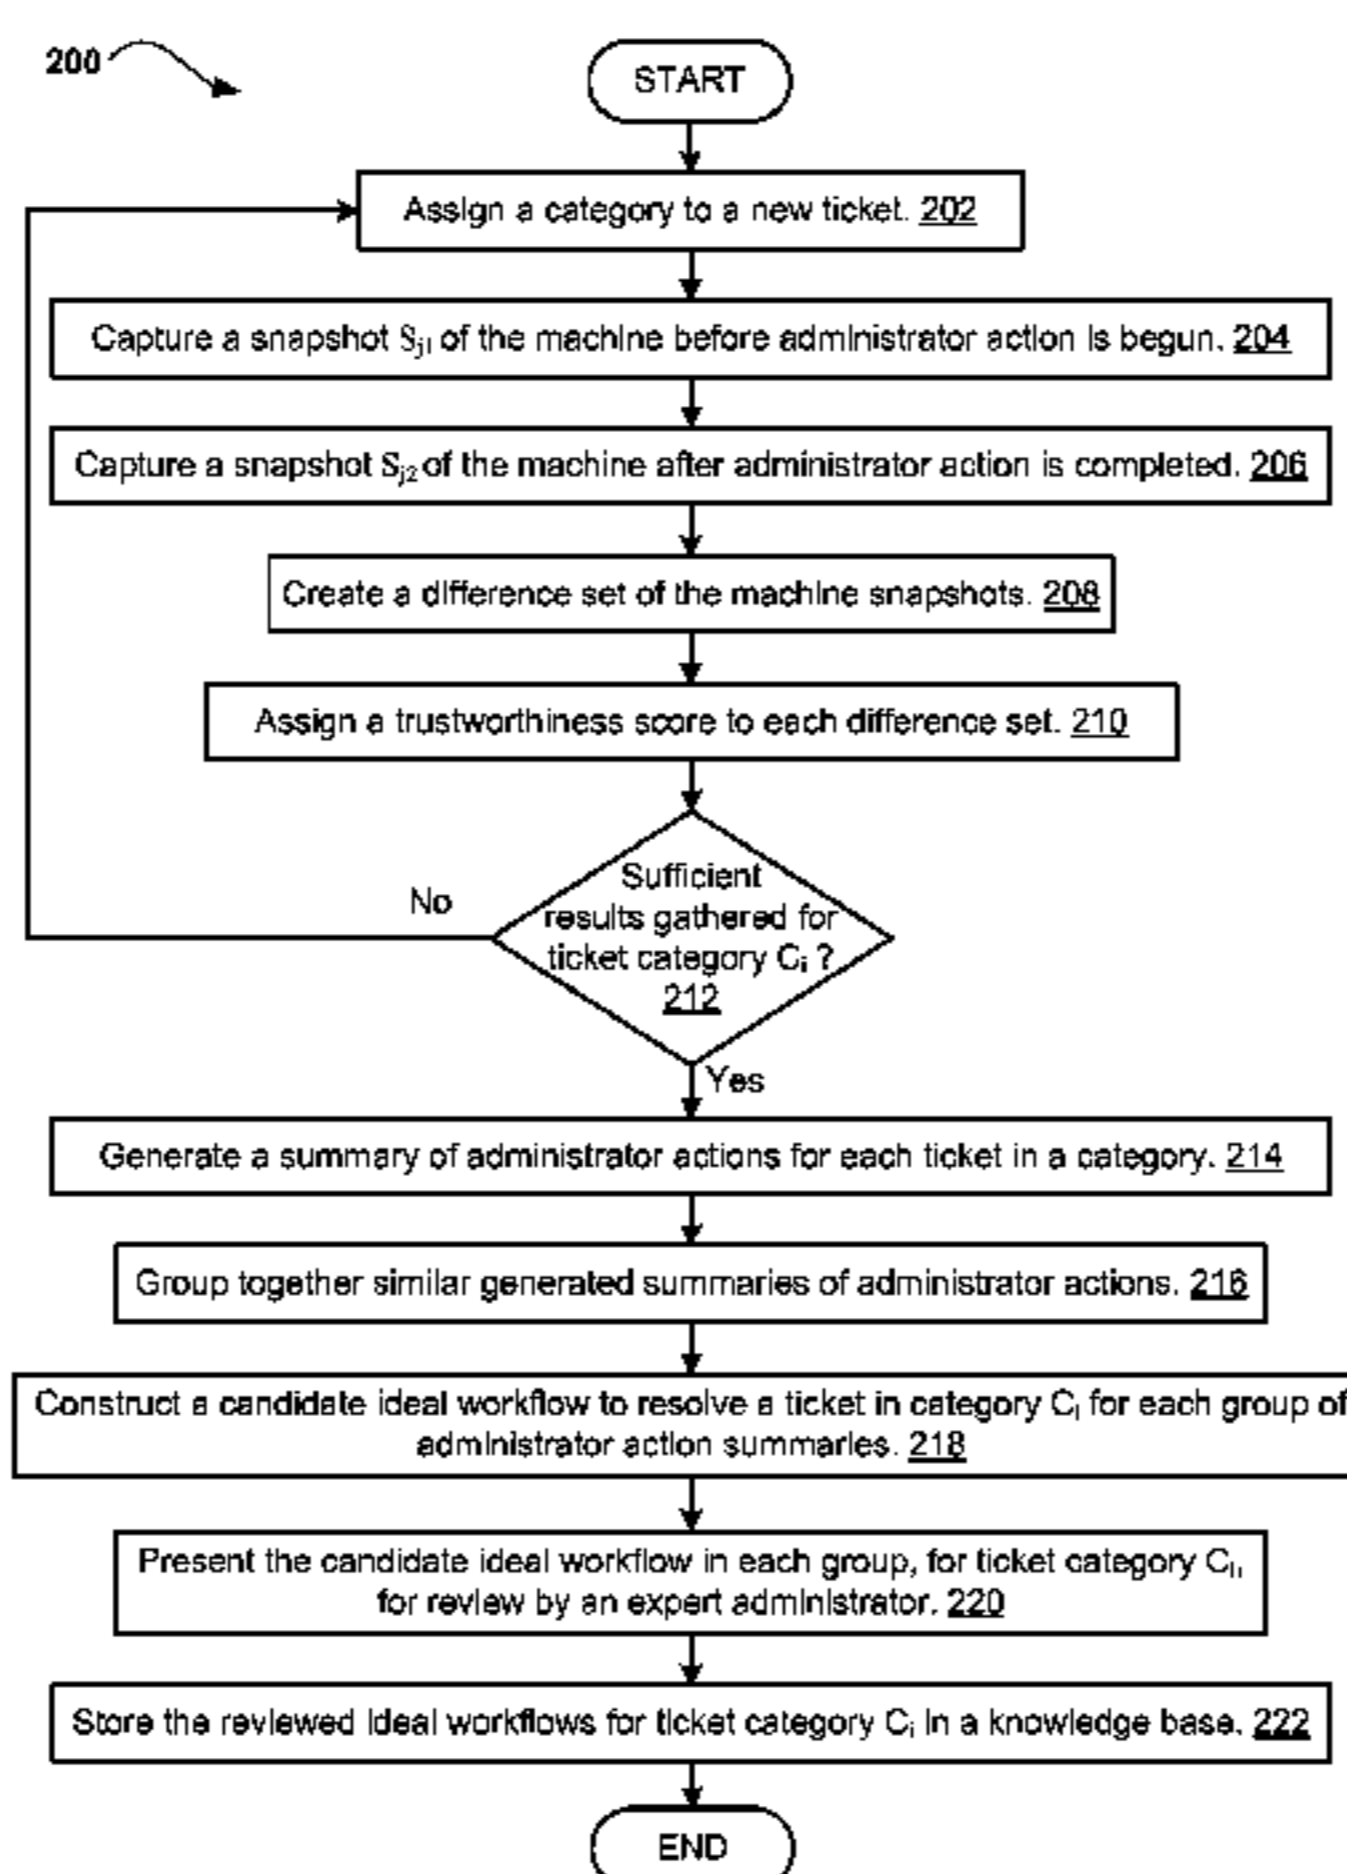 200
START
Assign a category to a new ticket. 202
Capture a snapshot Sj1 of the machine before administrator action is begun. 204
Capture a snapshot Sj2 of the machine after administrator action is completed. 206
Create a difference set of the machine snapshots. 208
Assign a trustworthiness score to each difference set. 210
No
Sufficient
results gathered for
ticket category Ci ?
212
Yes
Generate a summary of administrator actions for each ticket in a category. 214
Group together similar generated summaries of administrator actions. 216
Construct a candidate ideal workflow to resolve a ticket in category Ci for each group of
administrator action summaries. 218
Present the candidate ideal workflow in each group, for ticket category Ci,
for review by an expert administrator. 220
Store the reviewed ideal workflows for ticket category Ci in a knowledge base. 222
END